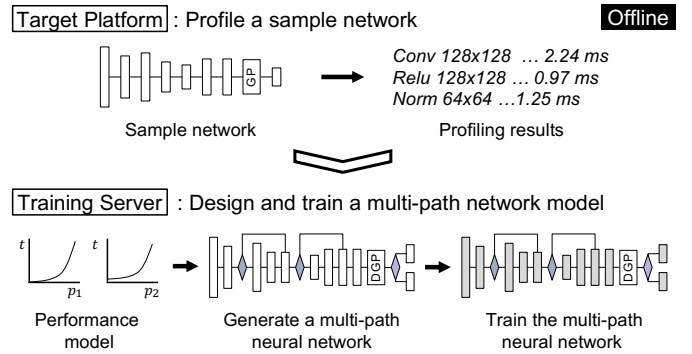 Target Platform : Profile a sample network
Offline
GP
Conv 128x128 … 2.24 ms
Relu 128x128 … 0.97 ms
Norm 64x64 …1.25 ms
Sample network
Profiling results
Training Server : Design and train a multi-path network model
t
p1
t
p2
DGP
DGP
Performance
model
Generate a multi-path
neural network
Train the multi-path
neural network